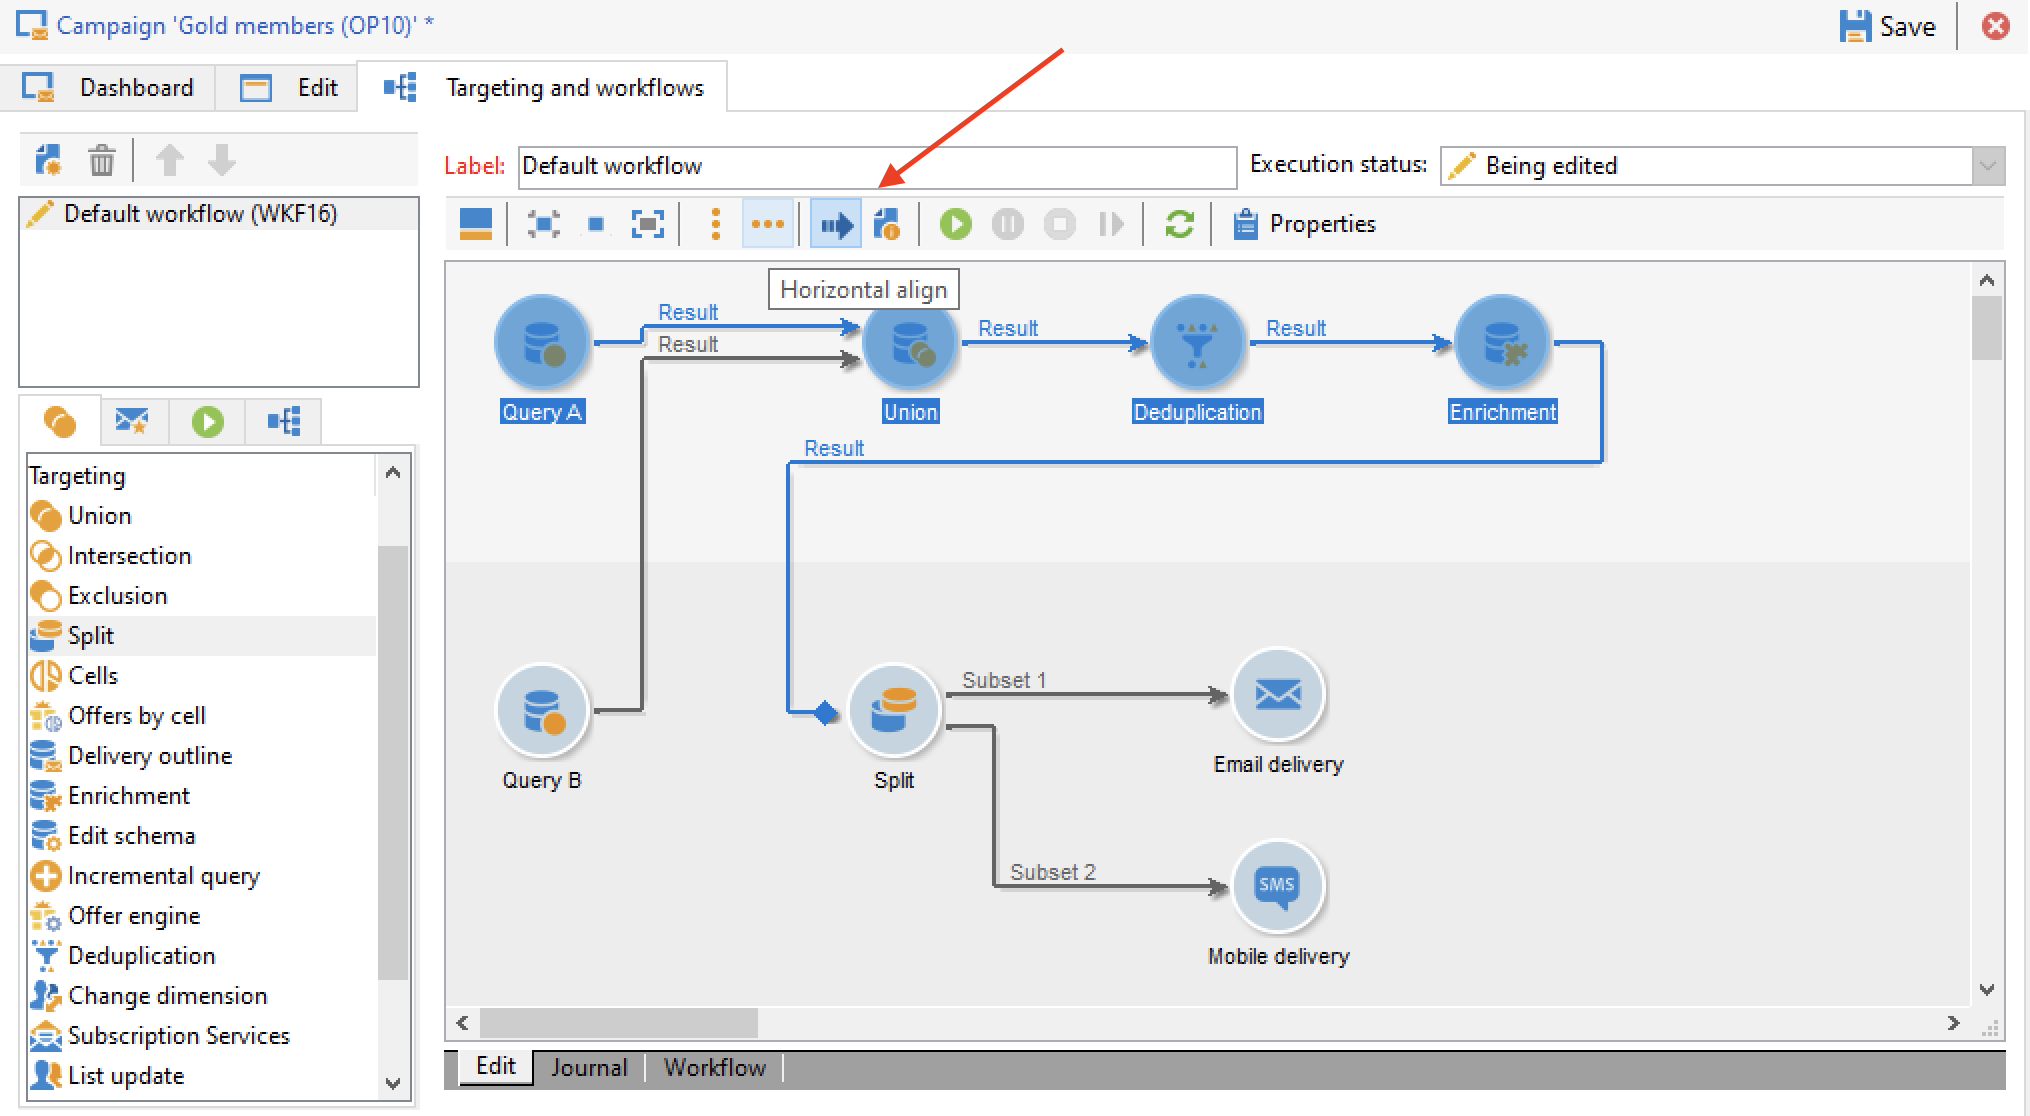 Campaign 'Gold members (OP10)' *
Save
Dashboard
Edit
Targeting and workflows
Label:
Default workflow
Execution status:
Being edited
Default workflow (WKF16)
Properties
Horizontal align
Result
Result
Result
Result
Query A
Union
Deduplication
Enrichment
Result
Targeting
Union
Intersection
Exclusion
Split
Cells
Offers by cell
Delivery outline
Enrichment
Edit schema
Incremental query
Offer engine
Deduplication
Change dimension
Subscription Services
List update
Subset 1
Query B
Split
Email delivery
Subset 2
SMS
Mobile delivery
Edit
Journal
Workflow